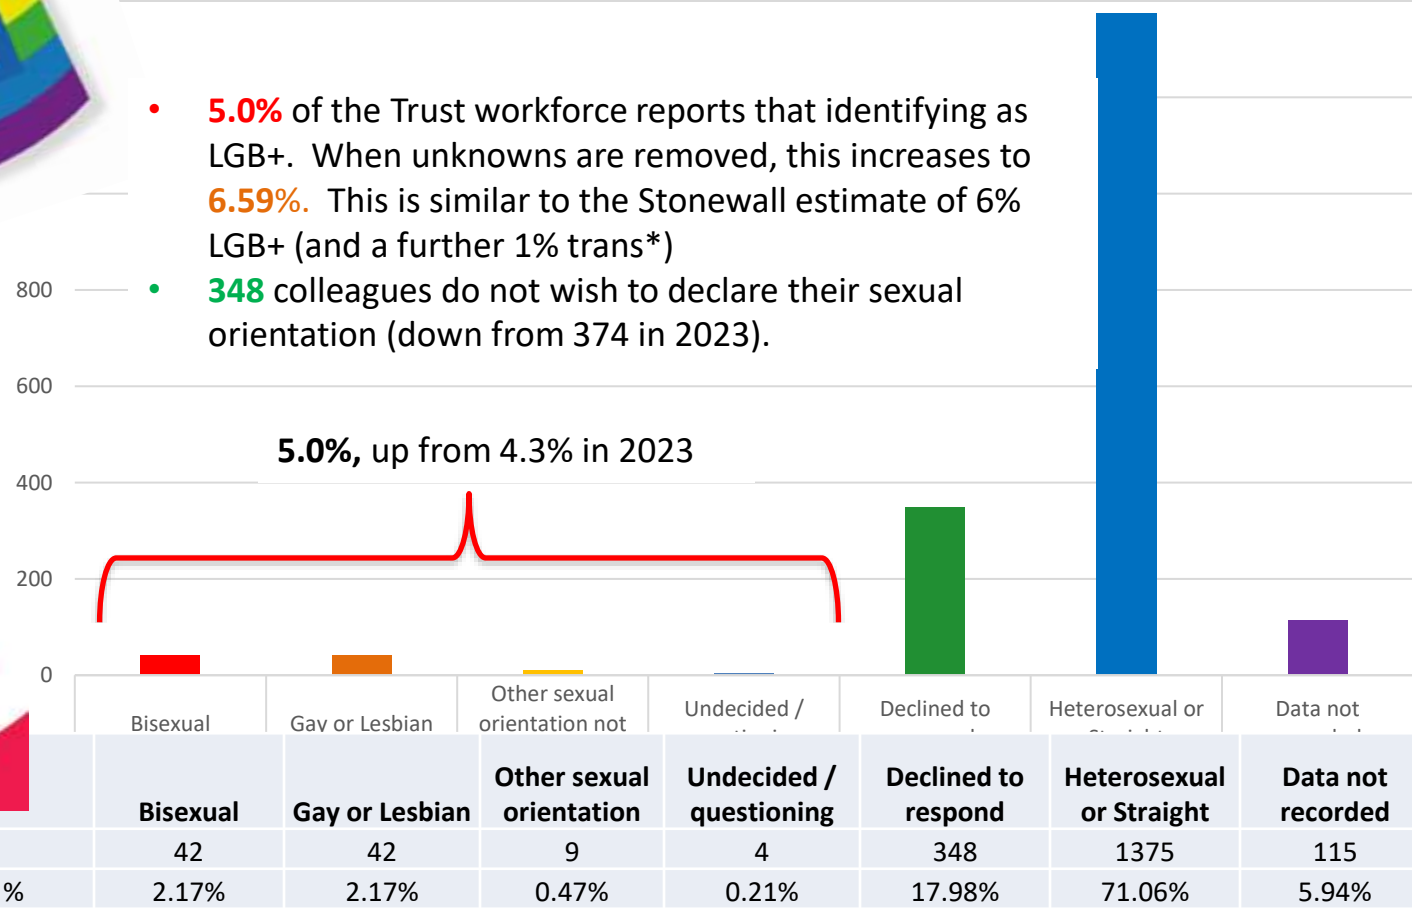 • 5.0% of the Trust workforce reports that identifying as
LGB+. When unknowns are removed, this increases to
6.59%. This is similar to the Stonewall estimate of 6%
LGB+ (and a further 1% trans*)
• 348 colleagues do not wish to declare their sexual
orientation (down from 374 in 2023).
800
600
400
200
0
5.0%, up from 4.3% in 2023
Bisexual
Gay or Lesbian
Other sexual
orientation not
Undecided /
Declined to
Heterosexual or
Data not
Bisexual Gay or Lesbian Other sexual orientation Undecided / questioning Declined to respond Heterosexual or Straight Data not recorded
42 42 9 4 348 1375 115
% 2.17% 2.17% 0.47% 0.21% 17.98% 71.06% 5.94%